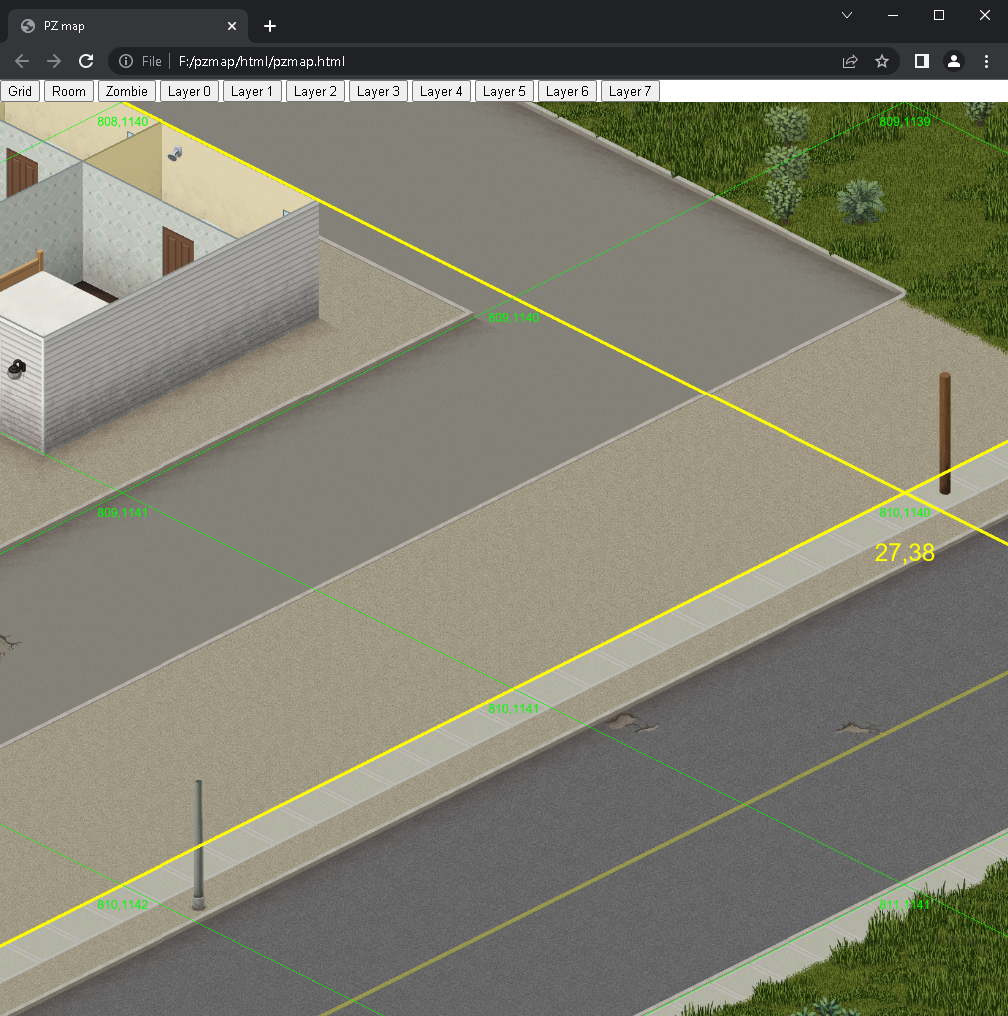 PZ map
File F:/pzmap/html/pzmap.html
Grid Room Zombie Layer 0 Layer 1 Layer 2 Layer 3 Layer 4 Layer 5 Layer 6 Layer 7
808,1140 809,1139
809,1140
809,1141 810,1140
27,38
810,1141
810,1142 811,1141